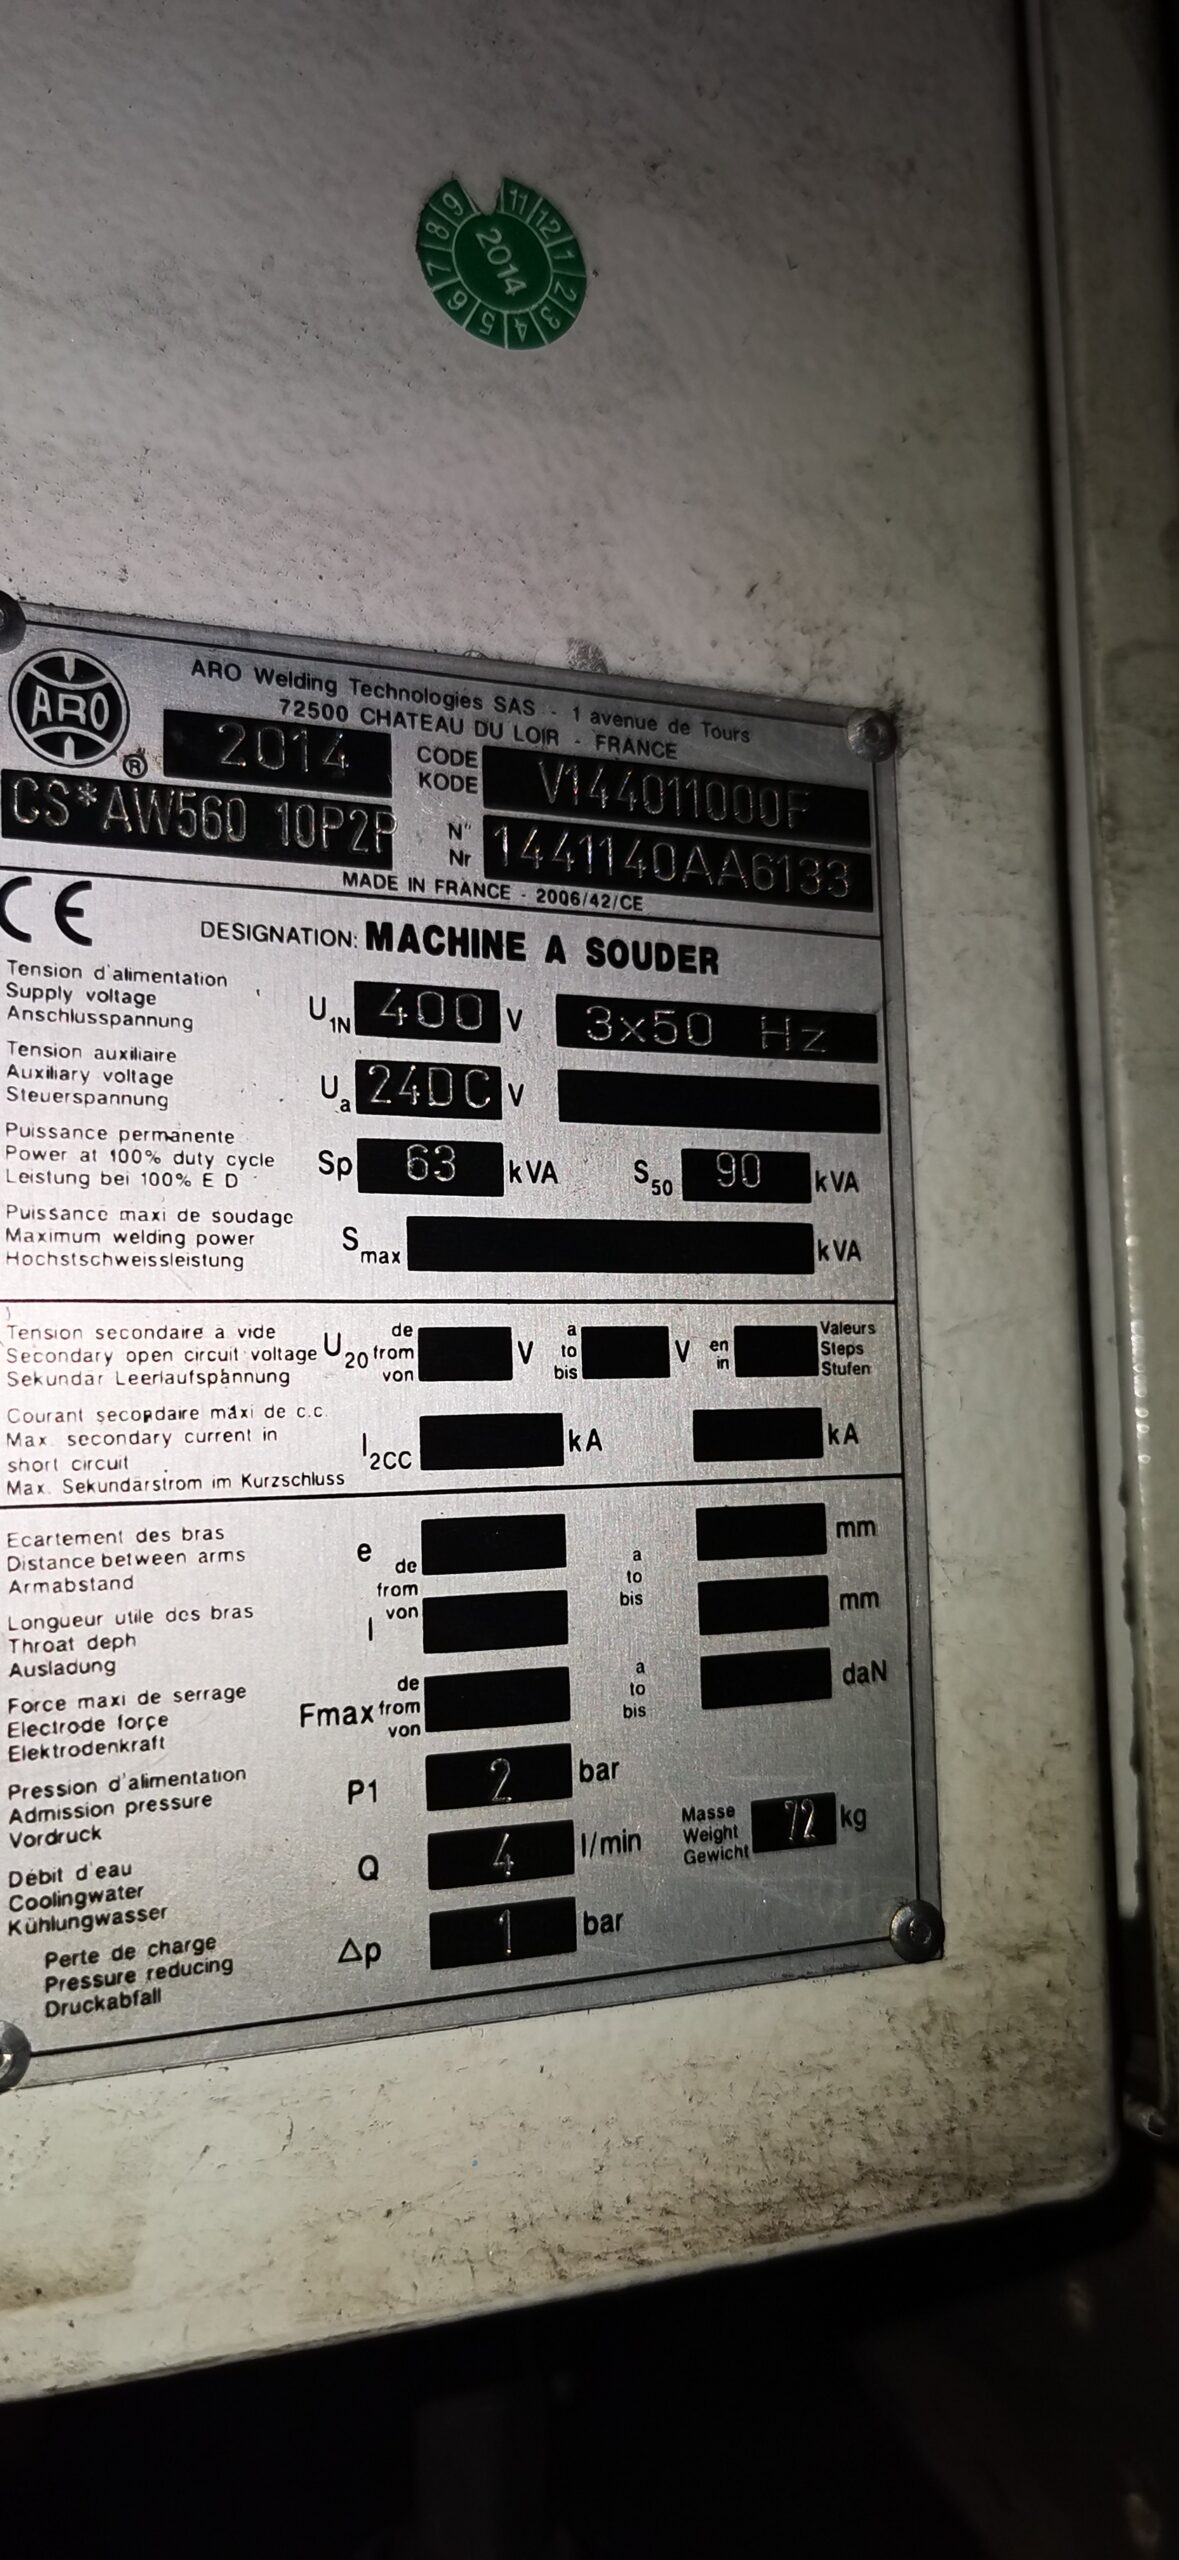 9 11 12 1 2 3 4 5 6 7 8
2014
ARO Welding Technologies SAS - 1 avenue de Tours
72500 CHATEAU DU LOIR - FRANCE
ARO ®
2014
CODE
KODE
V144011000F
CS*AW560 10P2P
N°
Nr
1441140AA6133
MADE IN FRANCE - 2006/42/CE
CE
DESIGNATION: MACHINE A SOUDER
Tension d'alimentation
Supply voltage
Anschlusspannung
U1N 400 V 3x50 Hz
Tension auxiliaire
Auxiliary voltage
Steuerspannung
Ua 24DC V
Puissance permanente
Power at 100% duty cycle
Leistung bei 100% E D
Sp 63 kVA S50 90 kVA
Puissance maxi de soudage
Maximum welding power
Hochstschweissleistung
Smax kVA
Tension secondaire a vide
Secondary open circuit voltage
Sekundar Leerlaufspannung
U20
de
from
von
V
a
to
bis
V
en
in
Valeurs
Steps
Stufen
Courant secondaire maxi de c.c.
Max. secondary current in
short circuit
Max. Sekundarstrom im Kurzschluss
I2CC kA kA
Ecartement des bras
Distance between arms
Armabstand
e mm
de
from
von
a
to
bis
Longueur utile des bras
Throat deph
Ausladung
l mm
Force maxi de serrage
Electrode force
Elektrodenkraft
Fmax
de
from
von
a
to
bis
daN
Pression d'alimentation
Admission pressure
Vordruck
P1 2 bar
Débit d'eau
Coolingwater
Kühlungwasser
Q 4 l/min
Masse
Weight
Gewicht
72 kg
Perte de charge
Pressure reducing
Druckabfall
Δp 1 bar